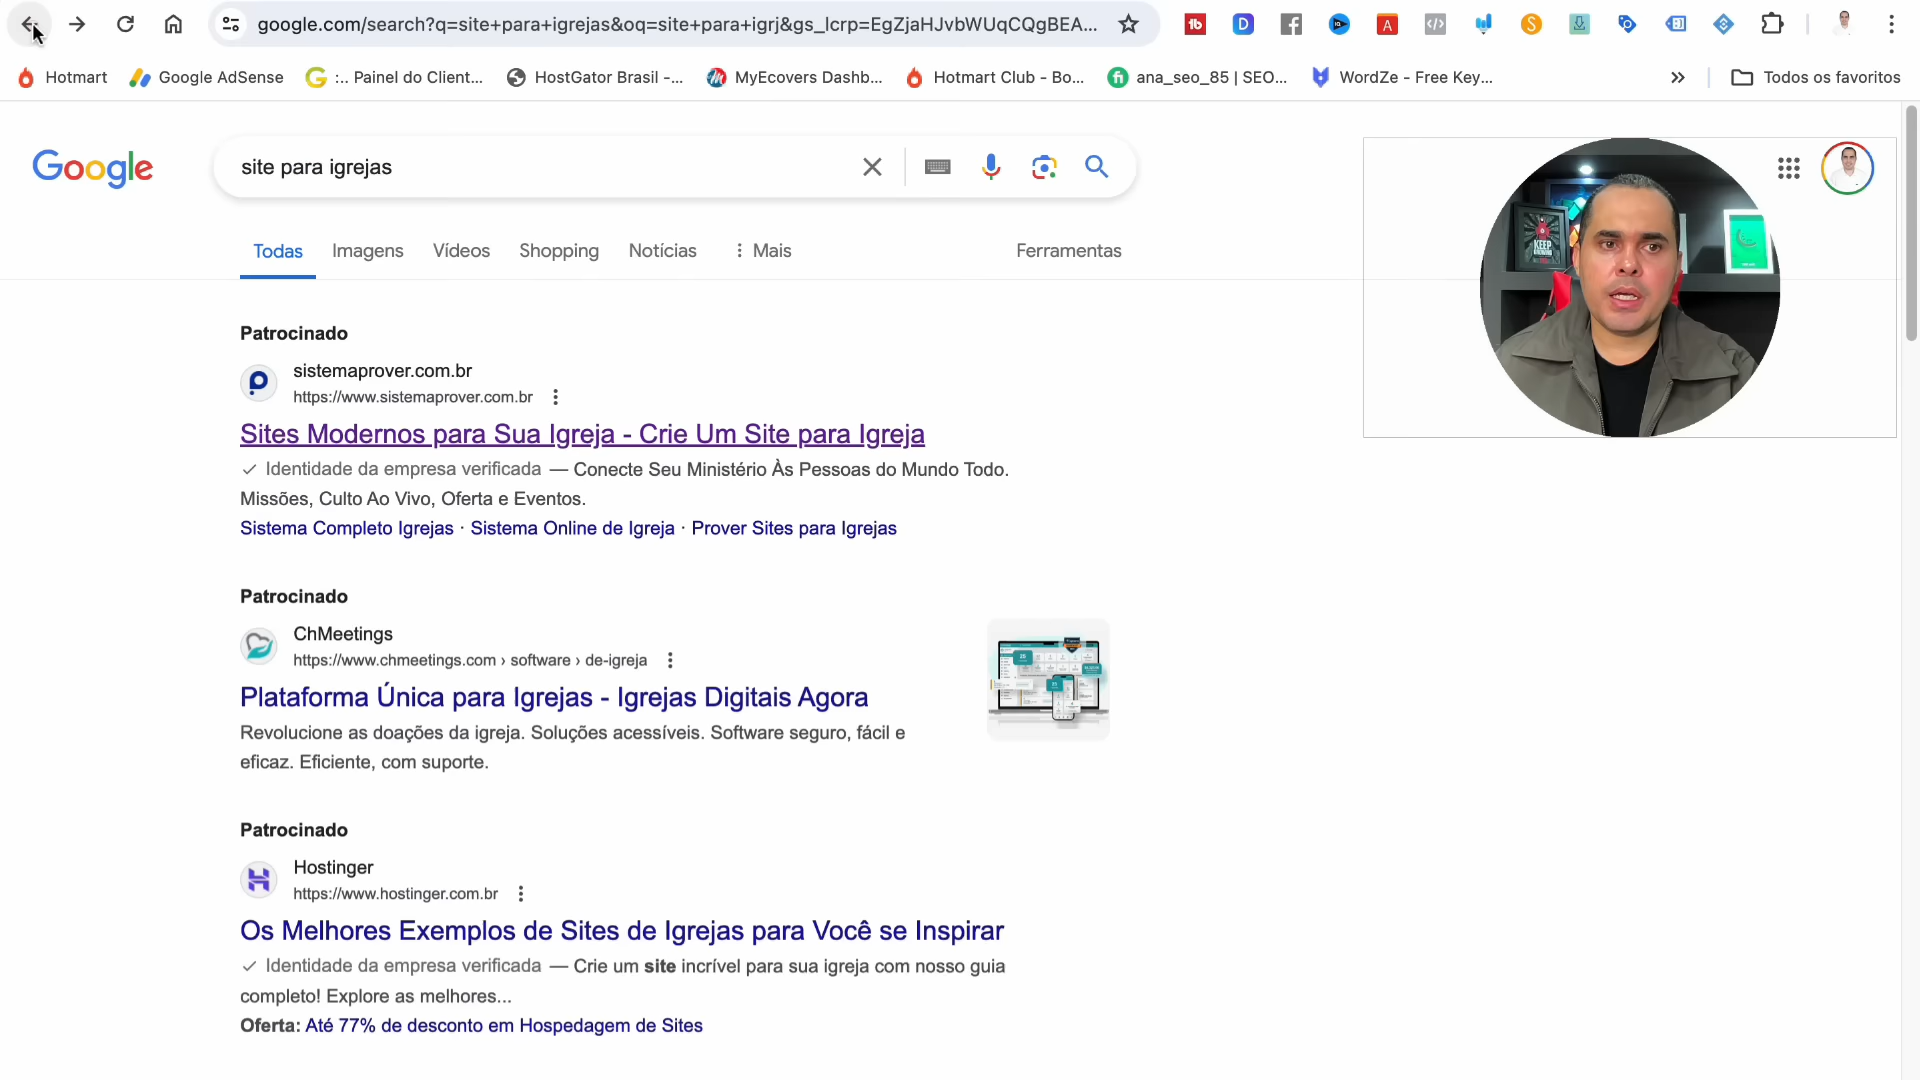 google.com/search?q=site+para+igrejas&oq=site+para+igrj&gs_lcrp=EgZjaHJvbWUqCQgBEA...
Hotmart
Google AdSense
:.. Painel do Client...
HostGator Brasil -...
MyEcovers Dashb...
Hotmart Club - Bo...
ana_seo_85 | SEO...
WordZe - Free Key...
Todos os favoritos
Google
site para igrejas
Todas
Imagens
Vídeos
Shopping
Notícias
Mais
Ferramentas
KEEP
Patrocinado
sistemaprover.com.br
https://www.sistemaprover.com.br
Sites Modernos para Sua Igreja - Crie Um Site para Igreja
Identidade da empresa verificada — Conecte Seu Ministério Às Pessoas do Mundo Todo.
Missões, Culto Ao Vivo, Oferta e Eventos.
Sistema Completo Igrejas · Sistema Online de Igreja · Prover Sites para Igrejas
Patrocinado
ChMeetings
https://www.chmeetings.com › software › de-igreja
Plataforma Única para Igrejas - Igrejas Digitais Agora
Revolucione as doações da igreja. Soluções acessíveis. Software seguro, fácil e
eficaz. Eficiente, com suporte.
Patrocinado
Hostinger
https://www.hostinger.com.br
Os Melhores Exemplos de Sites de Igrejas para Você se Inspirar
Identidade da empresa verificada — Crie um site incrível para sua igreja com nosso guia
completo! Explore as melhores...
Oferta: Até 77% de desconto em Hospedagem de Sites